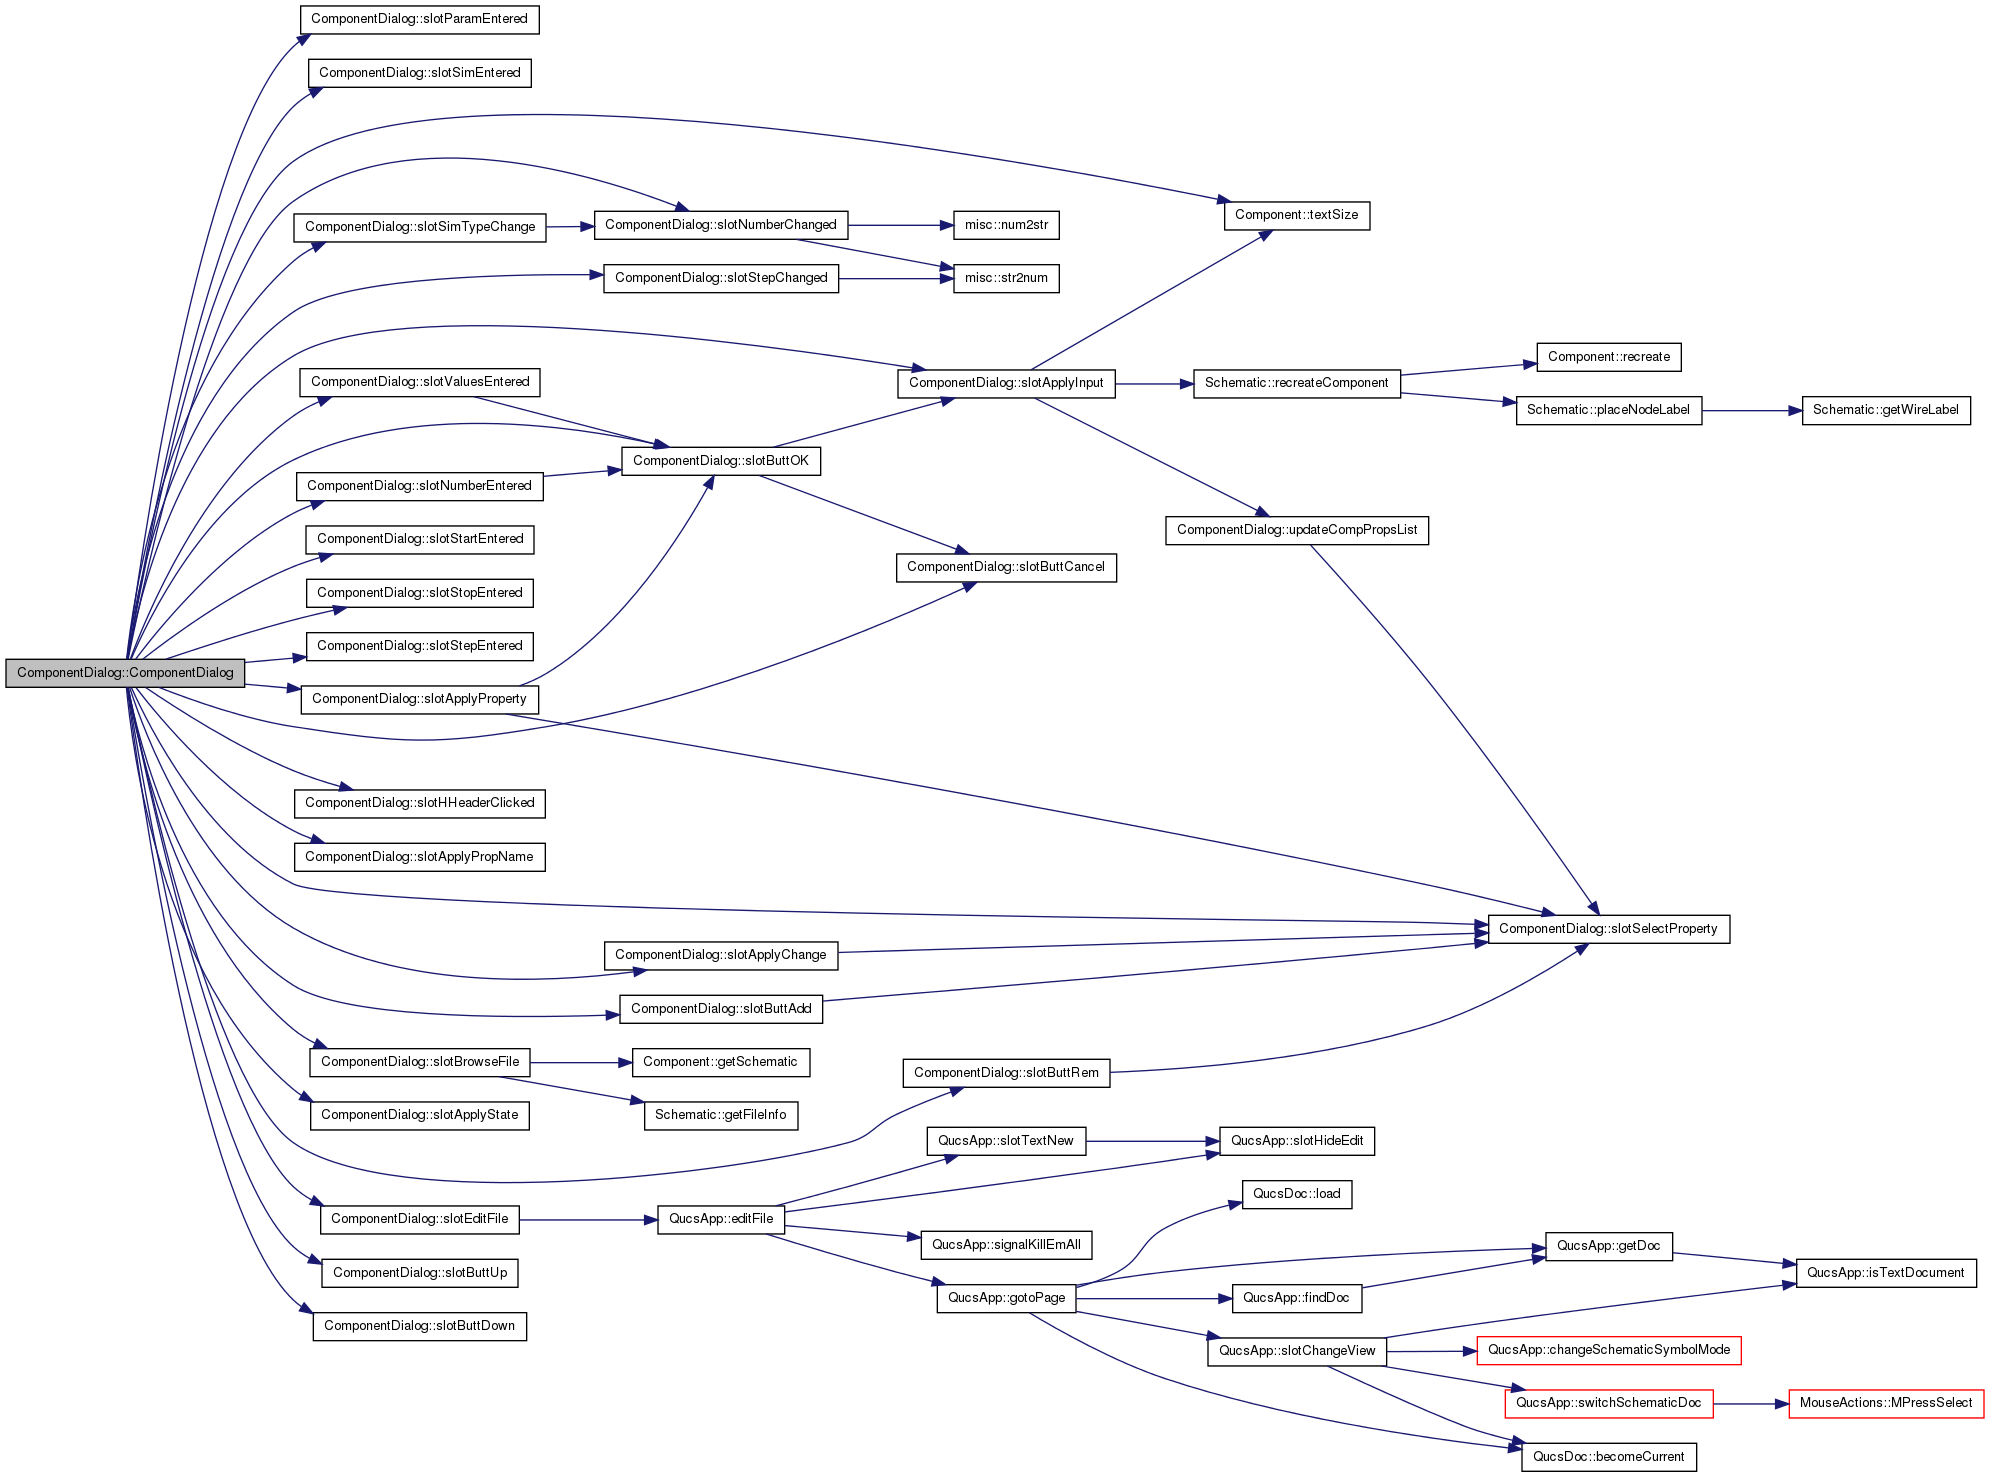 ComponentDialog::slotParamEntered
ComponentDialog::slotSimEntered
Component::textSize
ComponentDialog::slotSimTypeChange
ComponentDialog::slotNumberChanged
misc::num2str
ComponentDialog::slotStepChanged
misc::str2num
Component::recreate
ComponentDialog::slotValuesEntered
ComponentDialog::slotApplyInput
Schematic::recreateComponent
Schematic::placeNodeLabel
Schematic::getWireLabel
ComponentDialog::slotButtOK
ComponentDialog::slotNumberEntered
ComponentDialog::slotStartEntered
ComponentDialog::updateCompPropsList
ComponentDialog::slotButtCancel
ComponentDialog::slotStopEntered
ComponentDialog::slotStepEntered
ComponentDialog::ComponentDialog
ComponentDialog::slotApplyProperty
ComponentDialog::slotHHeaderClicked
ComponentDialog::slotApplyPropName
ComponentDialog::slotSelectProperty
ComponentDialog::slotApplyChange
ComponentDialog::slotButtAdd
ComponentDialog::slotBrowseFile
Component::getSchematic
ComponentDialog::slotButtRem
ComponentDialog::slotApplyState
Schematic::getFileInfo
QucsApp::slotTextNew
QucsApp::slotHideEdit
QucsDoc::load
ComponentDialog::slotEditFile
QucsApp::editFile
QucsApp::signalKillEmAll
QucsApp::getDoc
ComponentDialog::slotButtUp
QucsApp::isTextDocument
QucsApp::gotoPage
QucsApp::findDoc
ComponentDialog::slotButtDown
QucsApp::slotChangeView
QucsApp::changeSchematicSymbolMode
QucsApp::switchSchematicDoc
MouseActions::MPressSelect
QucsDoc::becomeCurrent